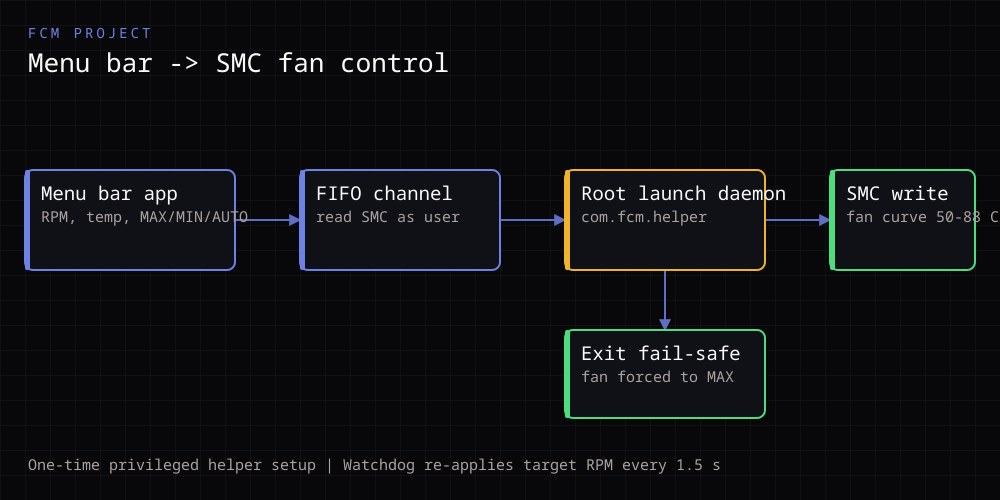 FCM PROJECT
Menu bar -> SMC fan control
Menu bar app
RPM, temp, MAX/MIN/AUTO
FIFO channel
read SMC as user
Root launch daemon
com.fcm.helper
SMC write
fan curve 50-88 C
Exit fail-safe
fan forced to MAX
One-time privileged helper setup | Watchdog re-applies target RPM every 1.5 s